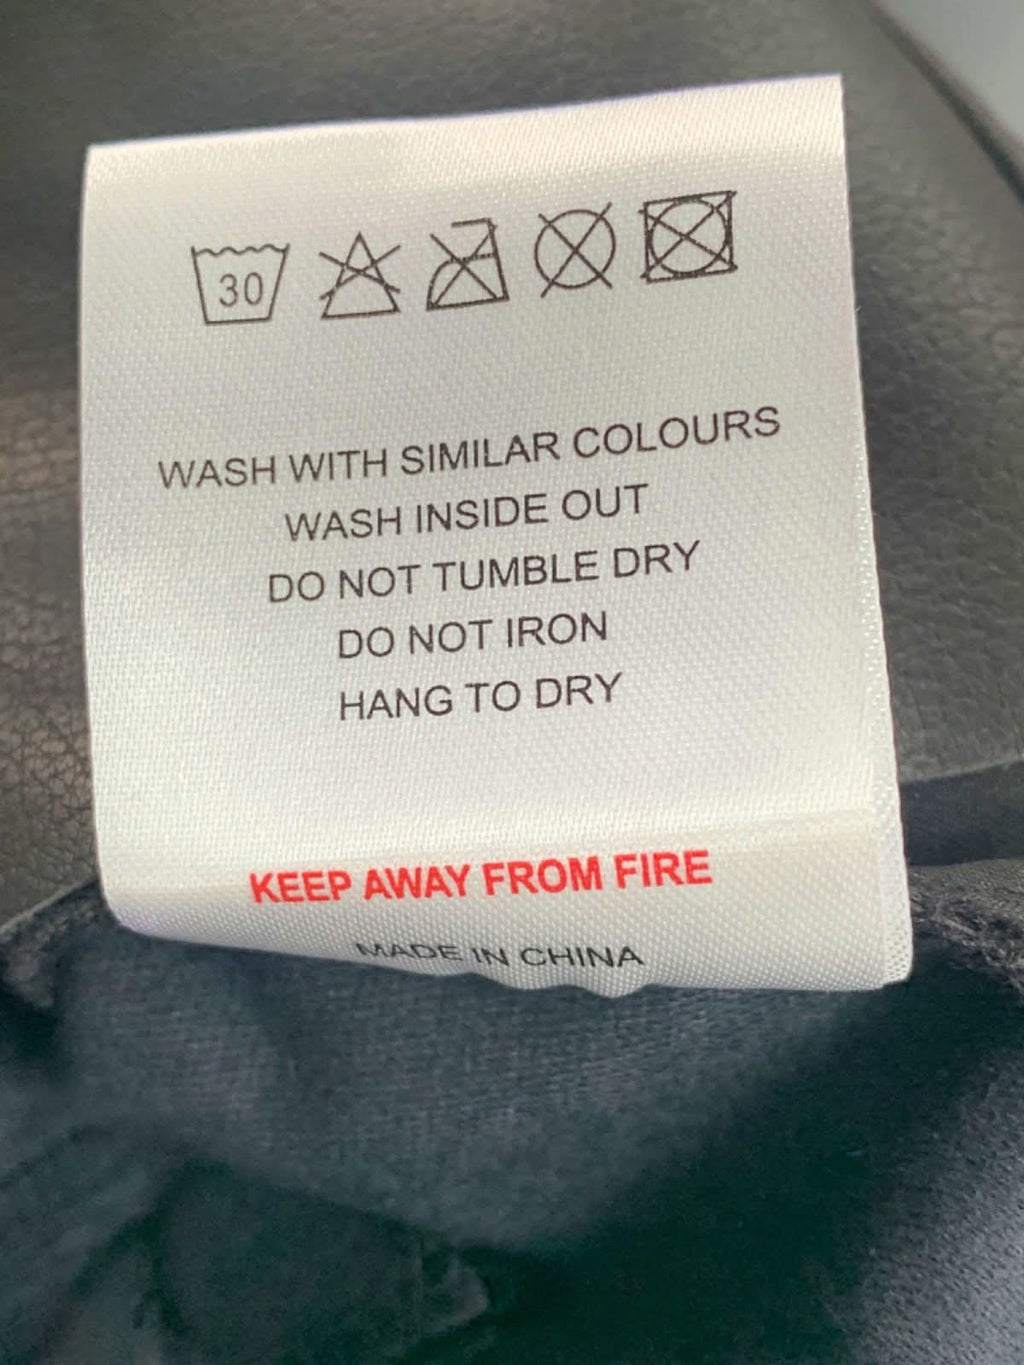 30
WASH WITH SIMILAR COLOURS
WASH INSIDE OUT
DO NOT TUMBLE DRY
DO NOT IRON
HANG TO DRY
KEEP AWAY FROM FIRE
MADE IN CHINA